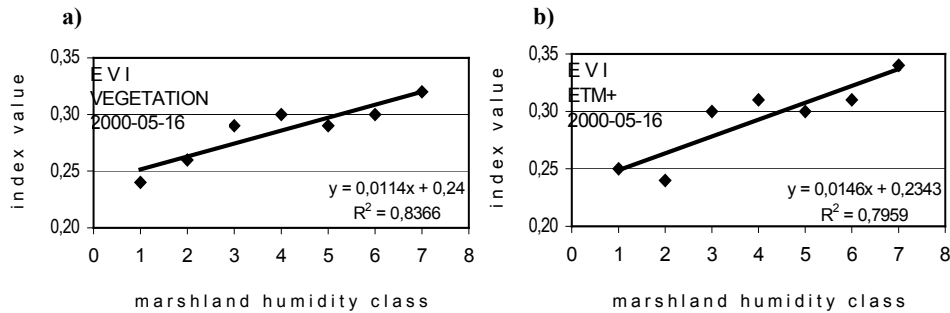 a)
index value
0,35
0,30
0,25
0,20
E V I
VEGETATION
2000-05-16
y = 0,0114x + 0,24
R² = 0,8366
0 1 2 3 4 5 6 7 8
marshland humidity class
b)
index value
0,35
0,30
0,25
0,20
E V I
ETM+
2000-05-16
y = 0,0146x + 0,2343
R² = 0,7959
0 1 2 3 4 5 6 7 8
marshland humidity class